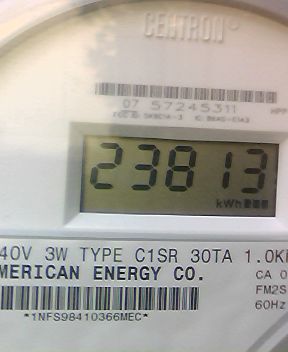 CENTRON®
07 57245311
23813
kWh
40V 3W TYPE C1SR 30TA 1.0K
MERICAN ENERGY CO.
CA 0
FM2S
60Hz
*1NFS98410366MEC*